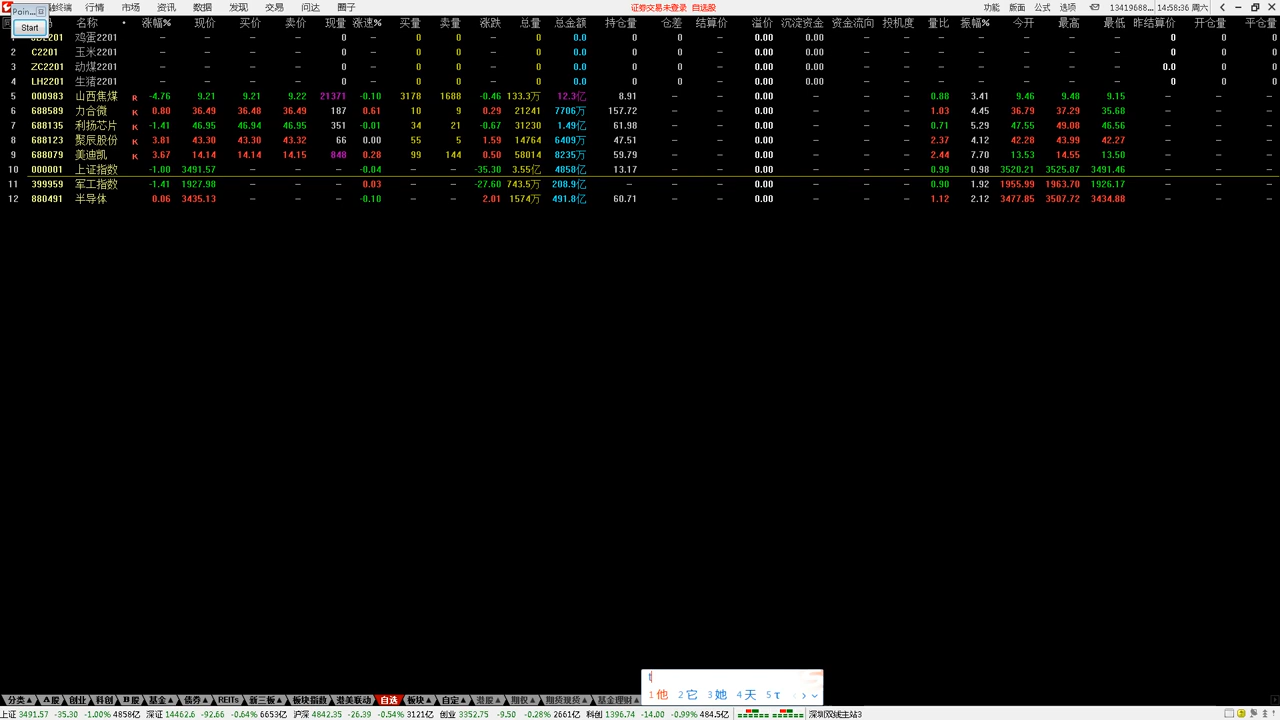 Poin... 融终端 行情 市场 资讯 数据 发现 交易 问达 圈子 证券交易未登录 自选股 功能 版面 公式 选项 13419668... 14:58:36 周六
Start
名称 • 涨幅% 现价 买价 卖价 现量 涨速% 买量 卖量 涨跌 总量 总金额 持仓量 仓差 结算价 溢价 沉淀资金 资金流向 投机度 量比 振幅% 今开 最高 最低 昨结算价 开仓量 平仓量
1 JD2201 鸡蛋2201 – – – – 0 – 0 0 – 0 0.0 0 0 – 0.00 0.00 – – – – – – – 0 0 0
2 C2201 玉米2201 – – – – 0 – 0 0 – 0 0.0 0 0 – 0.00 0.00 – – – – – – – 0 0 0
3 ZC2201 动煤2201 – – – – 0 – 0 0 – 0 0.0 0 0 – 0.00 0.00 – – – – – – – 0.0 0 0
4 LH2201 生猪2201 – – – – 0 – 0 0 – 0 0.0 0 0 – 0.00 0.00 – – – – – – – 0 0 0
5 000983 山西焦煤 R -4.76 9.21 9.21 9.22 21371 -0.10 3178 1688 -0.46 133.3万 12.3亿 8.91 – – 0.00 – – – 0.88 3.41 9.46 9.48 9.15 – – –
6 688589 力合微 K 0.80 36.49 36.48 36.49 187 0.61 10 9 0.29 21241 7706万 157.72 – – 0.00 – – – 1.03 4.45 36.79 37.29 35.68 – – –
7 688135 利扬芯片 K -1.41 46.95 46.94 46.95 351 -0.01 34 21 -0.67 31230 1.49亿 61.98 – – 0.00 – – – 0.71 5.29 47.55 49.08 46.56 – – –
8 688123 聚辰股份 K 3.81 43.30 43.30 43.32 66 0.00 55 5 1.59 14764 6409万 47.51 – – 0.00 – – – 2.37 4.12 42.28 43.99 42.27 – – –
9 688079 美迪凯 K 3.67 14.14 14.14 14.15 848 0.28 99 144 0.50 58014 8235万 59.79 – – 0.00 – – – 2.44 7.70 13.53 14.55 13.50 – – –
10 000001 上证指数 -1.00 3491.57 – – – -0.04 – – -35.30 3.55亿 4858亿 13.17 – – 0.00 – – – 0.99 0.98 3520.21 3525.87 3491.46 – – –
11 399959 军工指数 -1.41 1927.98 – – – 0.03 – – -27.60 743.5万 208.9亿 – – – 0.00 – – – 0.90 1.92 1955.99 1963.70 1926.17 – – –
12 880491 半导体 0.06 3435.13 – – – -0.10 – – 2.01 1574万 491.8亿 60.71 – – 0.00 – – – 1.12 2.12 3477.85 3507.72 3434.88 – – –
t
1他 2它 3她 4天 5τ
分类▲ A股 创业 科创 B股 基金▲ 债券▲ REITs 新三板▲ 板块指数 港美联动 自选 板块▲ 自定▲ 港股▲ 期权▲ 期货现货▲ 基金理财▲
上证 3491.57 -35.30 -1.00% 4858亿 深证 14462.6 -92.66 -0.64% 6653亿 沪深 4842.35 -26.39 -0.54% 3121亿 创业 3352.75 -9.50 -0.28% 2661亿 科创 1396.74 -14.00 -0.99% 484.5亿 深圳双线主站3